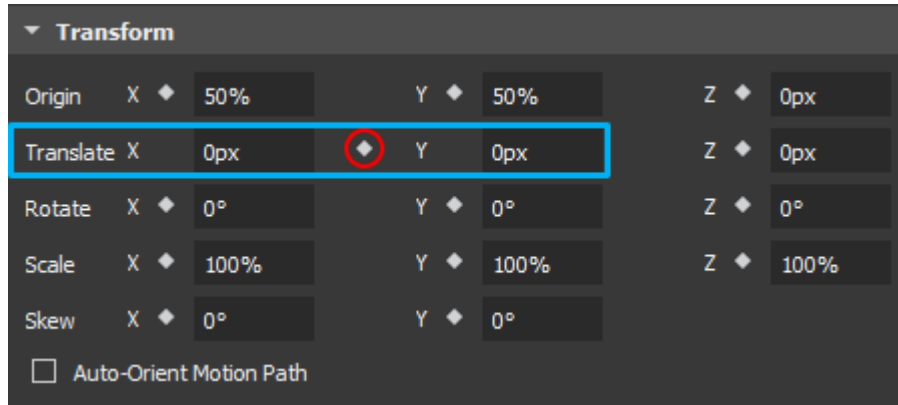 Transform
Origin X 50% Y 50% Z 0px
Translate X 0px Y 0px Z 0px
Rotate X 0° Y 0° Z 0°
Scale X 100% Y 100% Z 100%
Skew X 0° Y 0°
Auto-Orient Motion Path